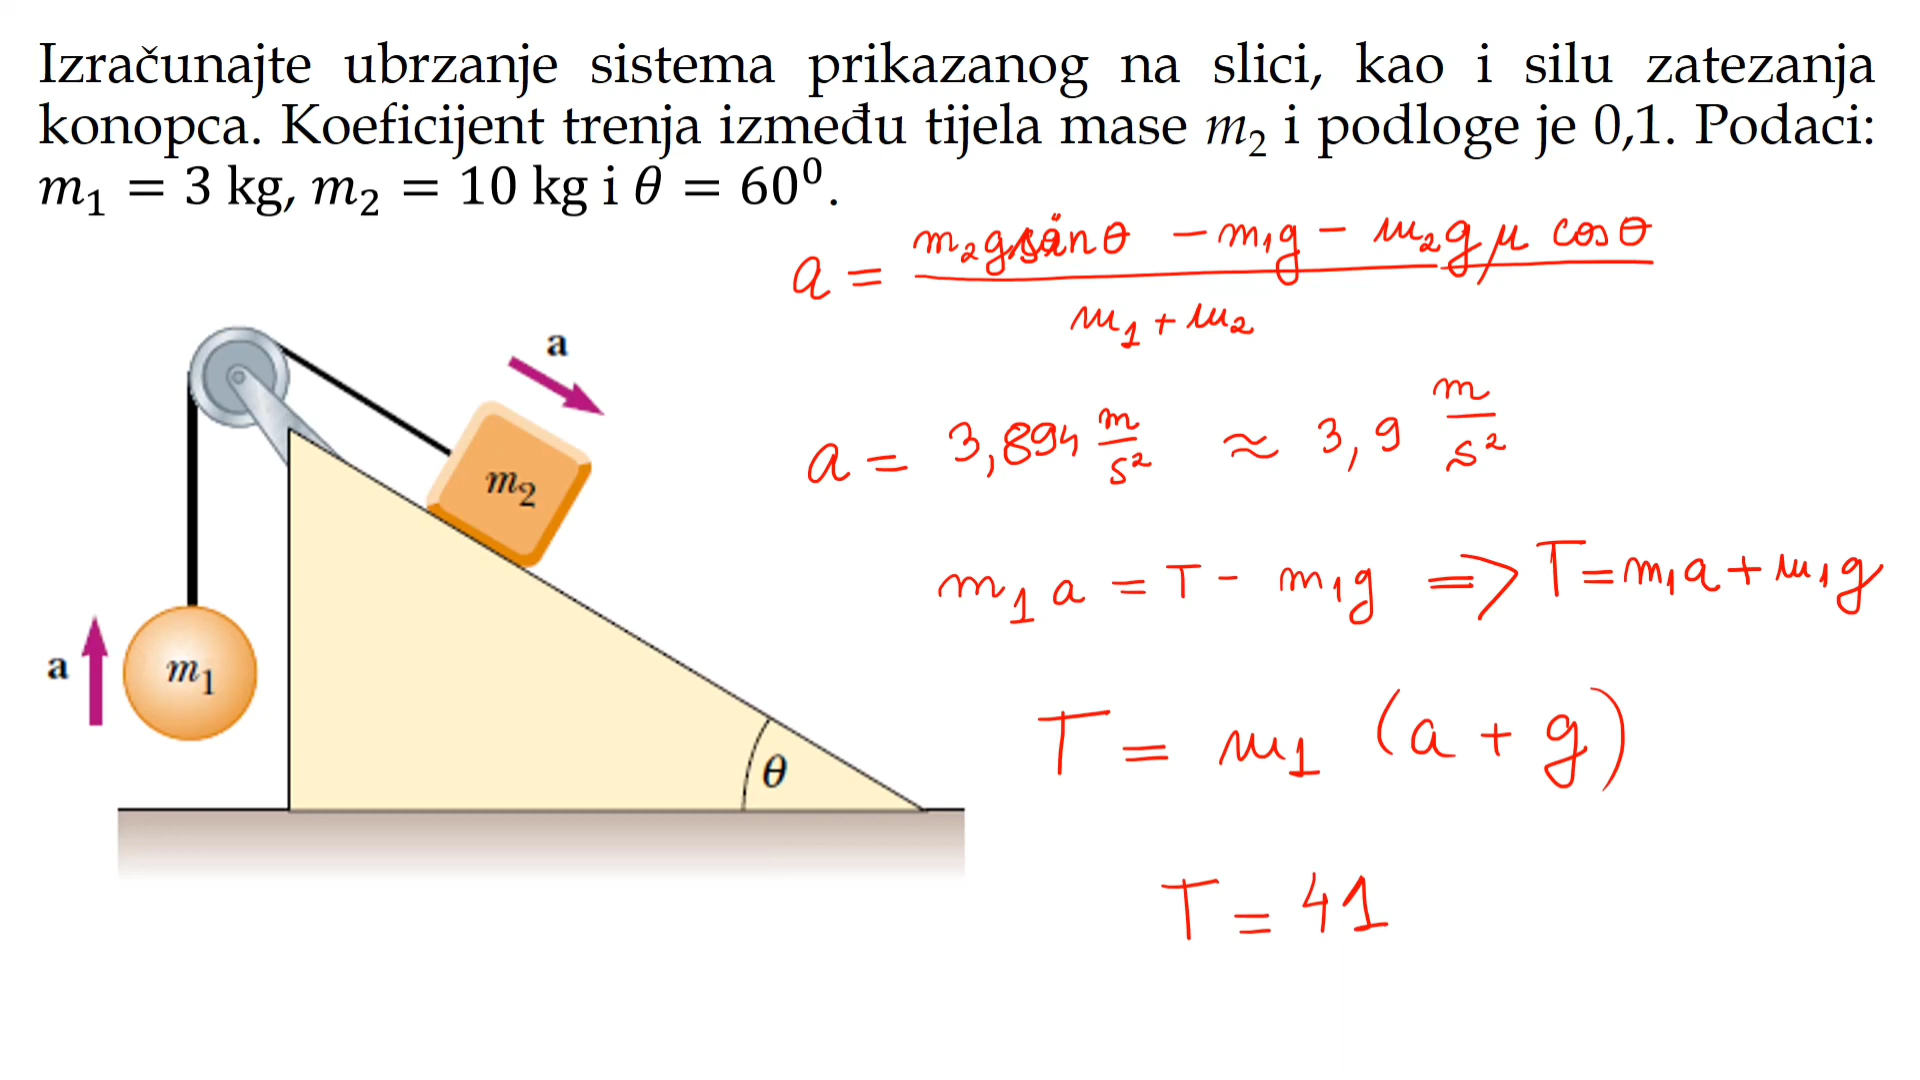 Izračunajte ubrzanje sistema prikazanog na slici, kao i silu zatezanja
konopca. Koeficijent trenja između tijela mase m₂ i podloge je 0,1. Podaci:
m₁ = 3 kg, m₂ = 10 kg i θ = 60⁰.
a = (m₂g sin θ − m₁g − m₂g μ cos θ) / (m₁ + m₂)
a = 3,894 m/s² ≈ 3,9 m/s²
m₁a = T − m₁g ⇒ T = m₁a + m₁g
T = m₁ (a + g)
T = 41
a
m₂
a
m₁
θ